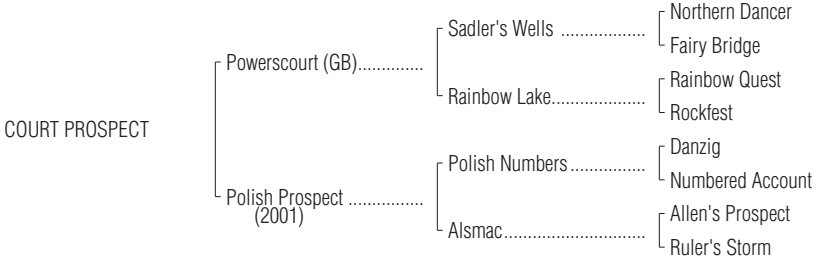 Northern Dancer
Sadler's Wells ...................
Fairy Bridge
Powerscourt (GB)..............
Rainbow Quest
Rainbow Lake.....................
Rockfest
COURT PROSPECT
Danzig
Polish Numbers .................
Numbered Account
Polish Prospect ................
(2001)
Allen's Prospect
Alsmac................................
Ruler's Storm